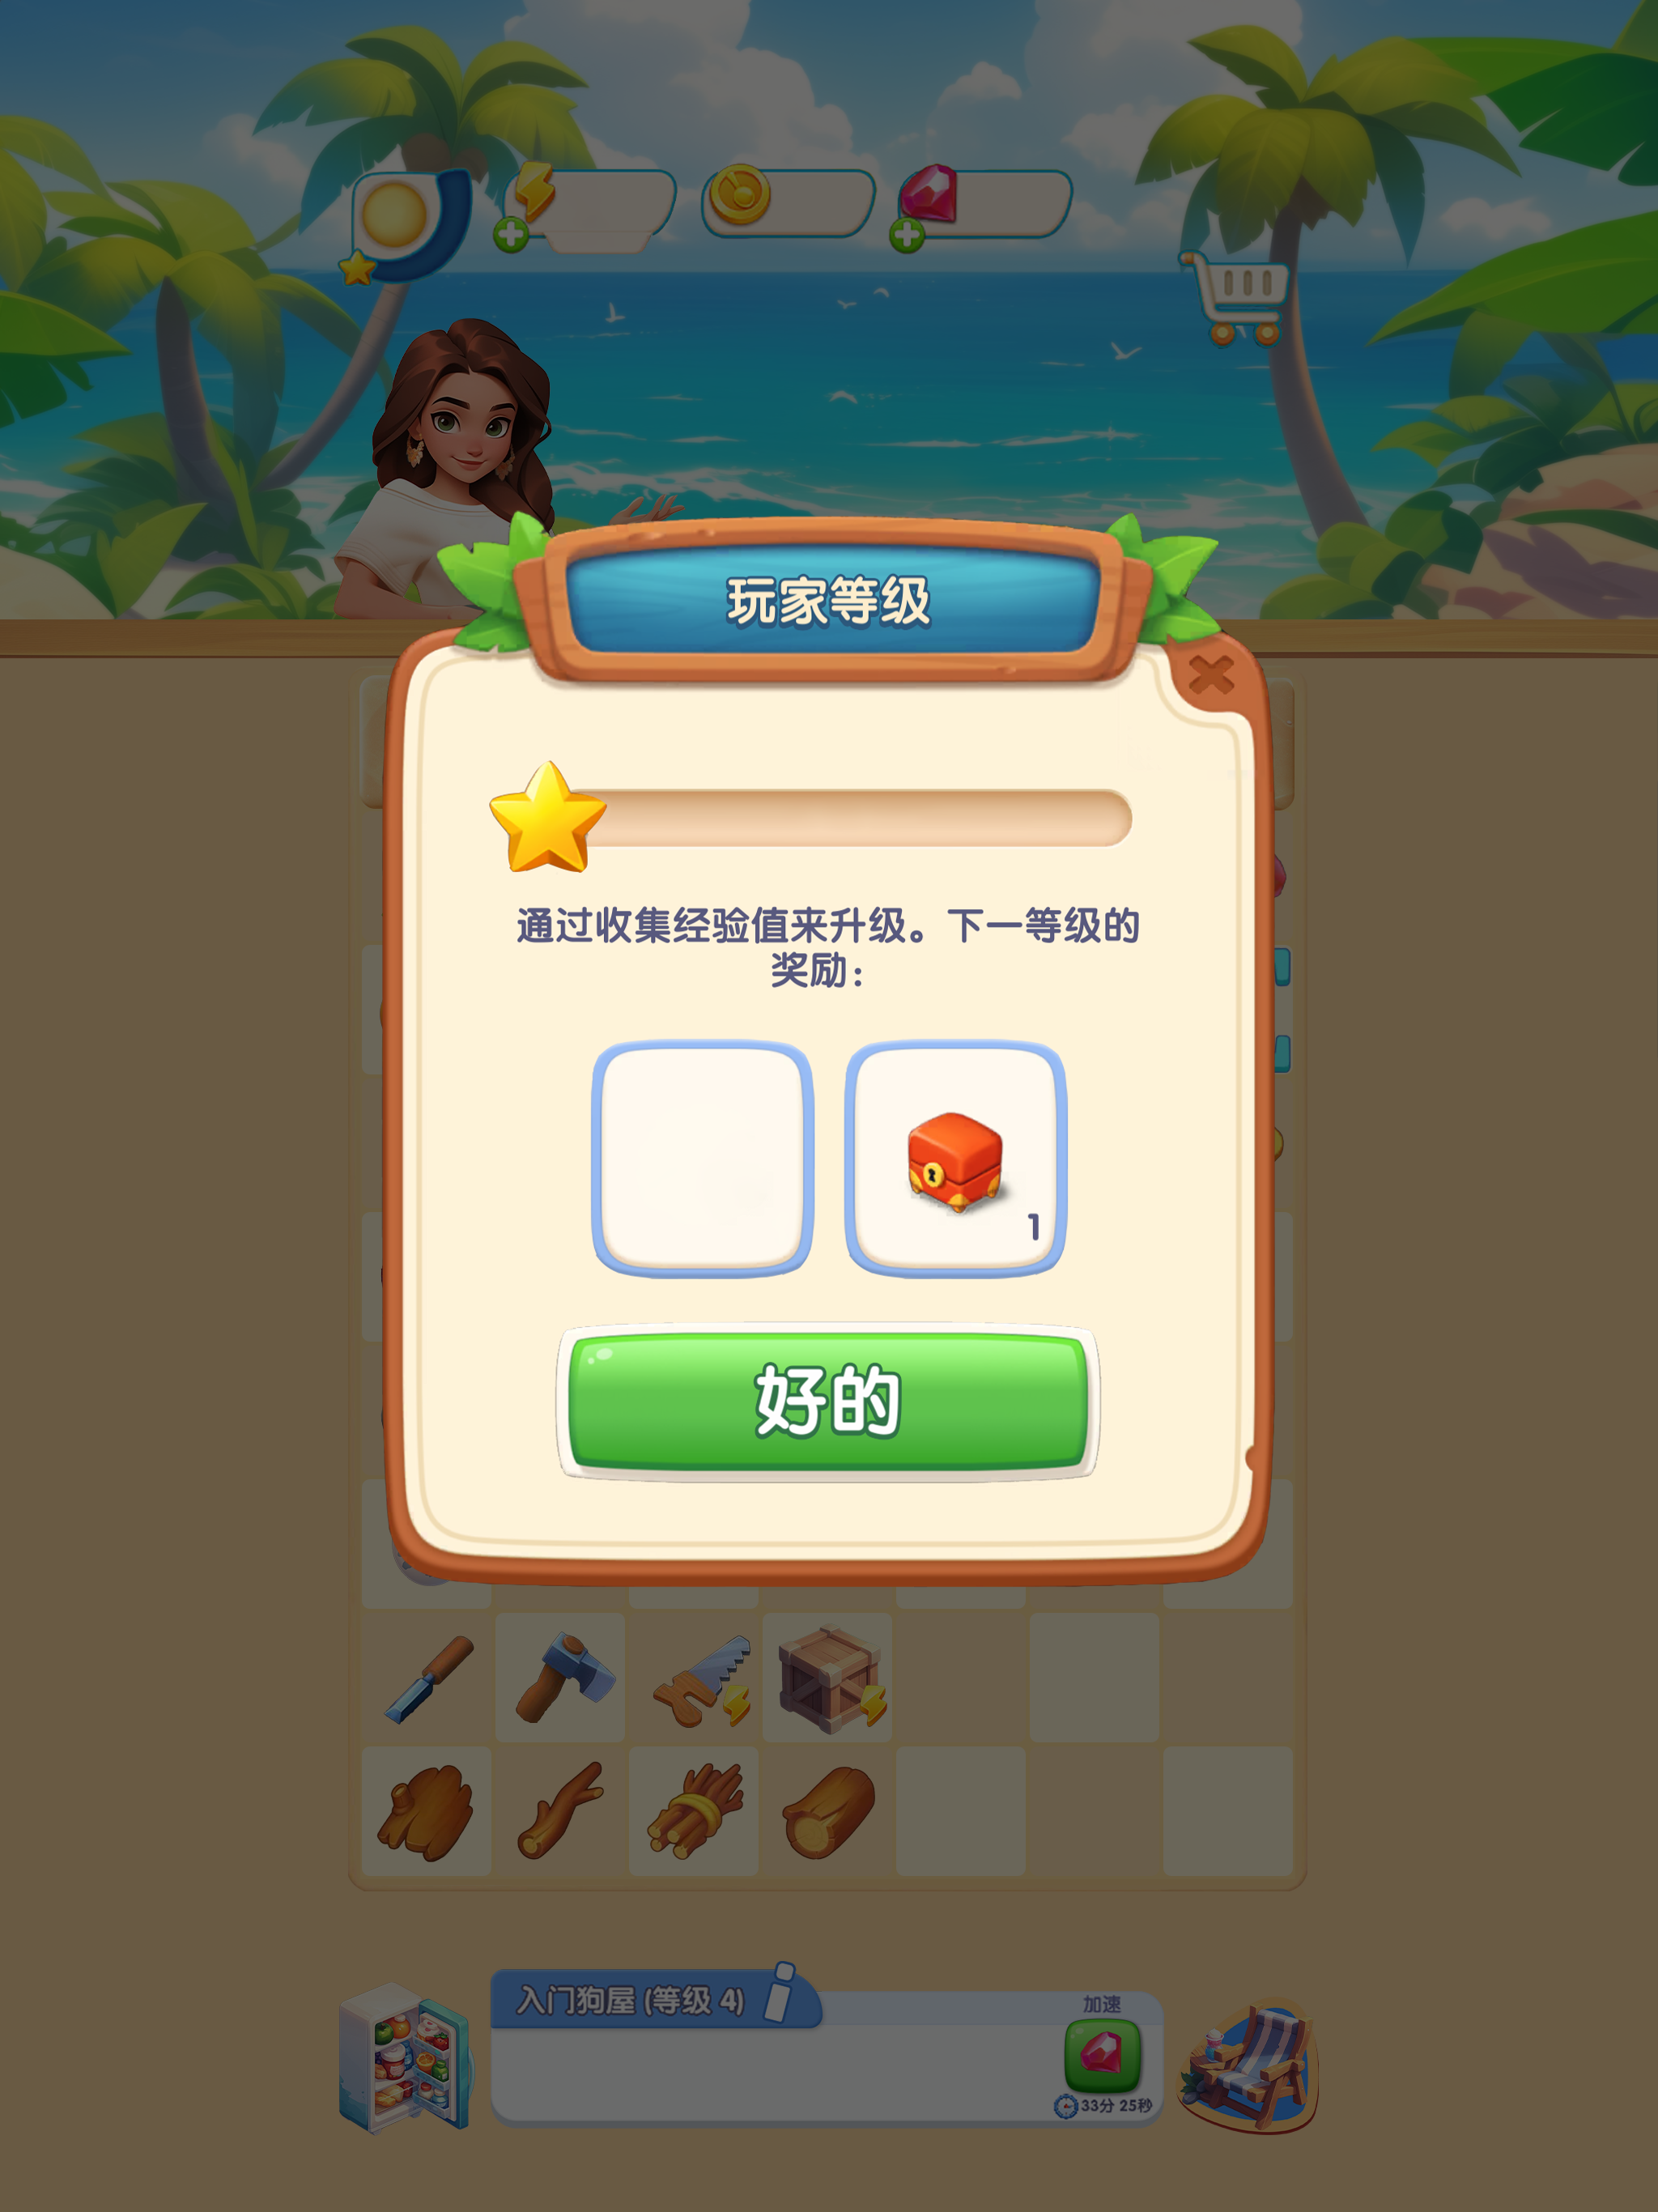 玩家等级
通过收集经验值来升级。下一等级的
奖励：
1
好的
入门狗屋 (等级 4)
加速
33分 25秒